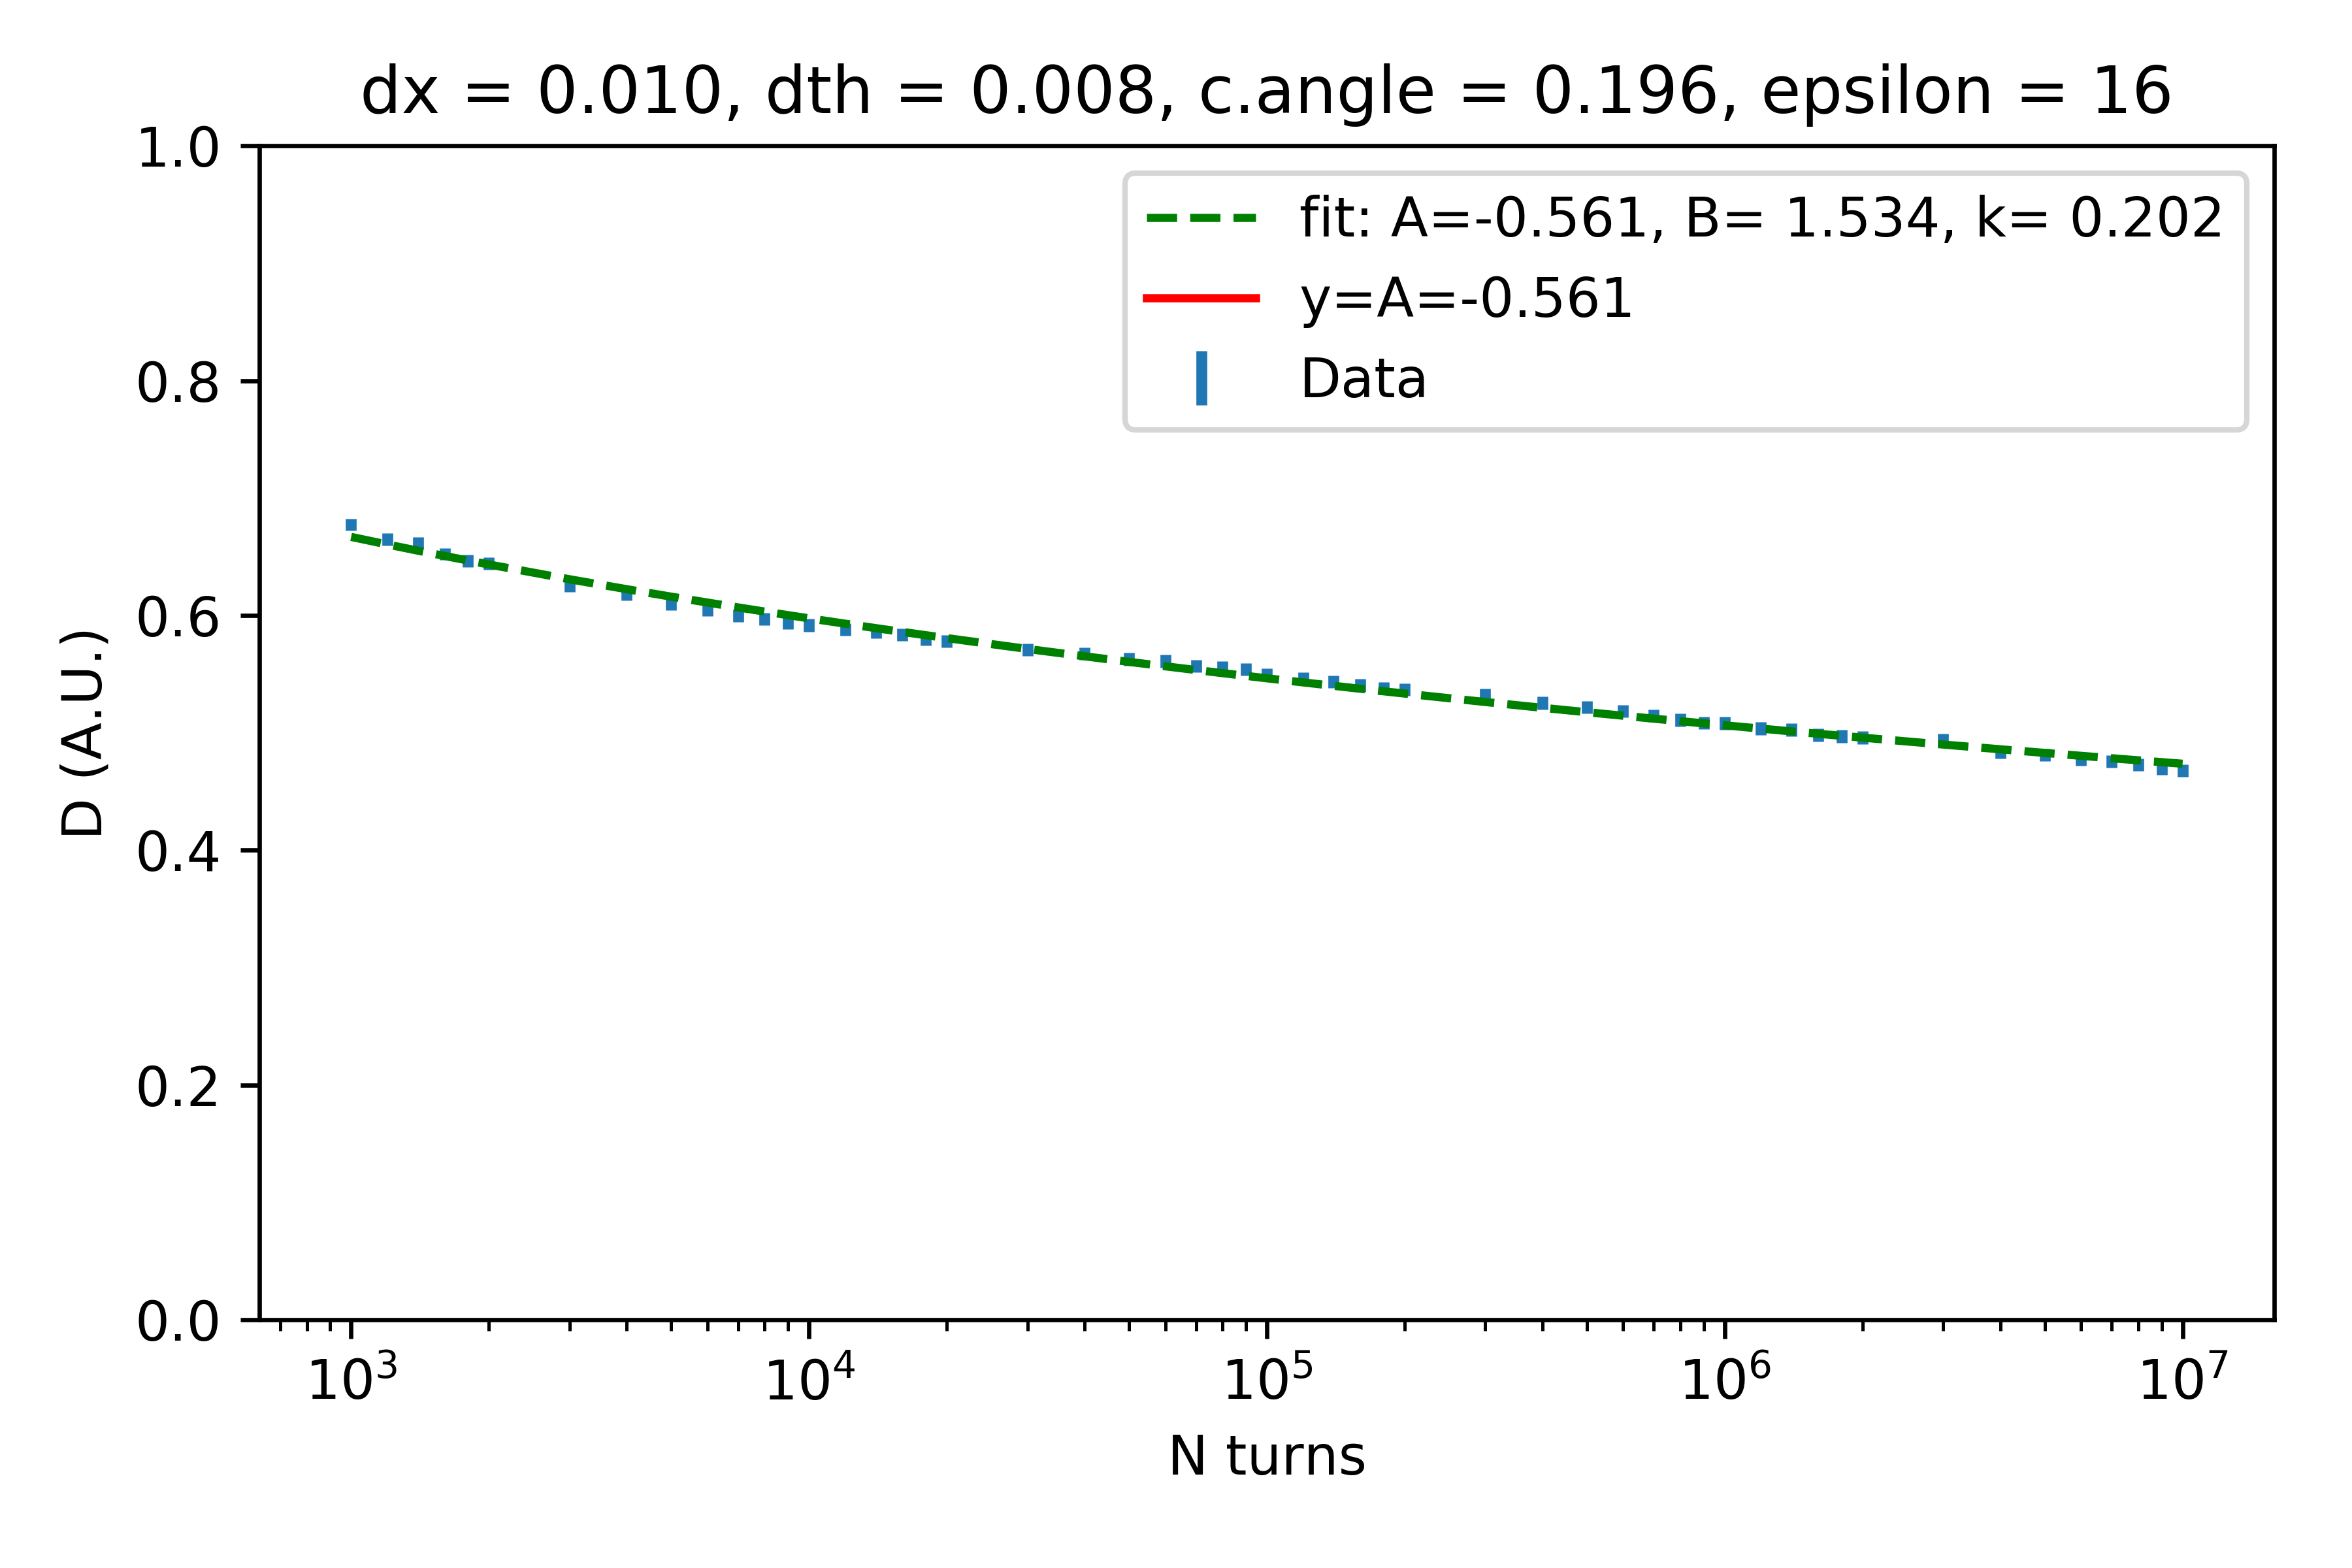 dx = 0.010, dth = 0.008, c.angle = 0.196, epsilon = 16
fit: A=-0.561, B= 1.534, k= 0.202
y=A=-0.561
Data
D (A.U.)
1.0
0.8
0.6
0.4
0.2
0.0
10³ 10⁴ 10⁵ 10⁶ 10⁷
N turns